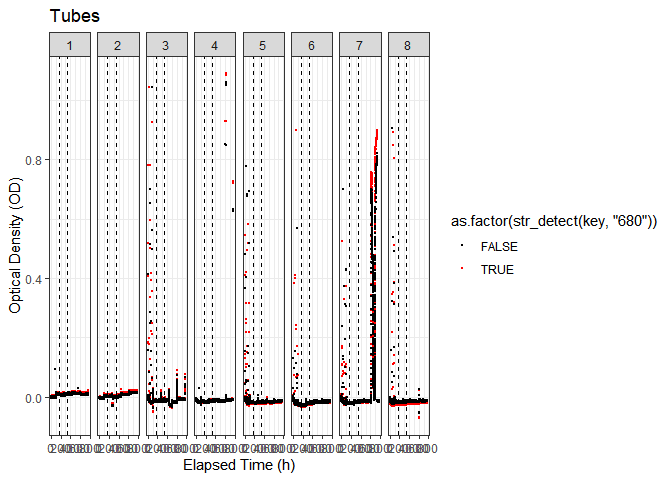 Tubes
1 2 3 4 5 6 7 8
0.8
0.4
0.0
Optical Density (OD)
Elapsed Time (h)
as.factor(str_detect(key, "680"))
FALSE
TRUE